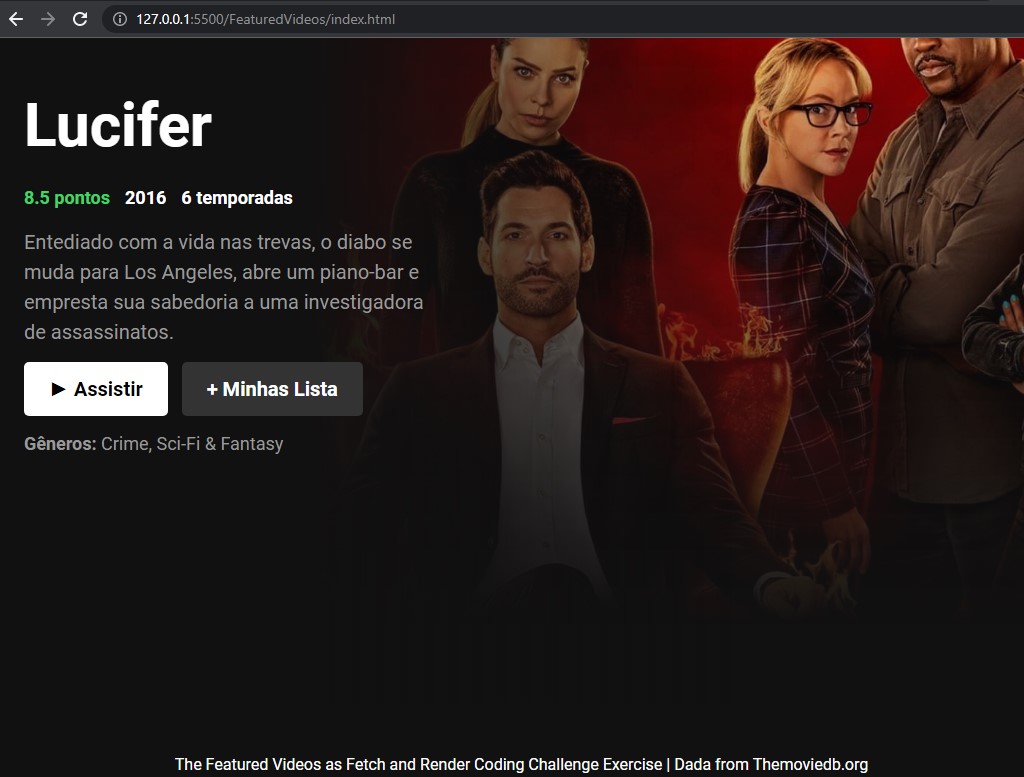 127.0.0.1:5500/FeaturedVideos/index.html
Lucifer
8.5 pontos 2016 6 temporadas
Entediado com a vida nas trevas, o diabo se
muda para Los Angeles, abre um piano-bar e
empresta sua sabedoria a uma investigadora
de assassinatos.
► Assistir + Minhas Lista
Gêneros: Crime, Sci-Fi & Fantasy
The Featured Videos as Fetch and Render Coding Challenge Exercise | Dada from Themoviedb.org